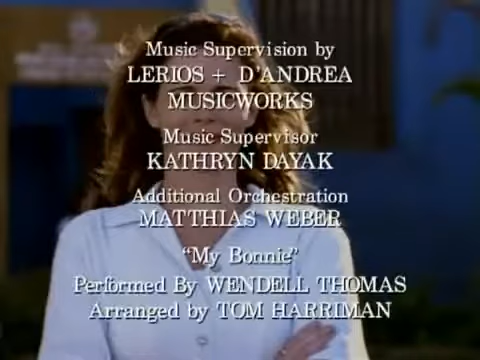 Music Supervision by
LERIOS + D'ANDREA
MUSICWORKS
Music Supervisor
KATHRYN DAYAK
Additional Orchestration
MATTHIAS WEBER
"My Bonnie"
Performed By WENDELL THOMAS
Arranged by TOM HARRIMAN